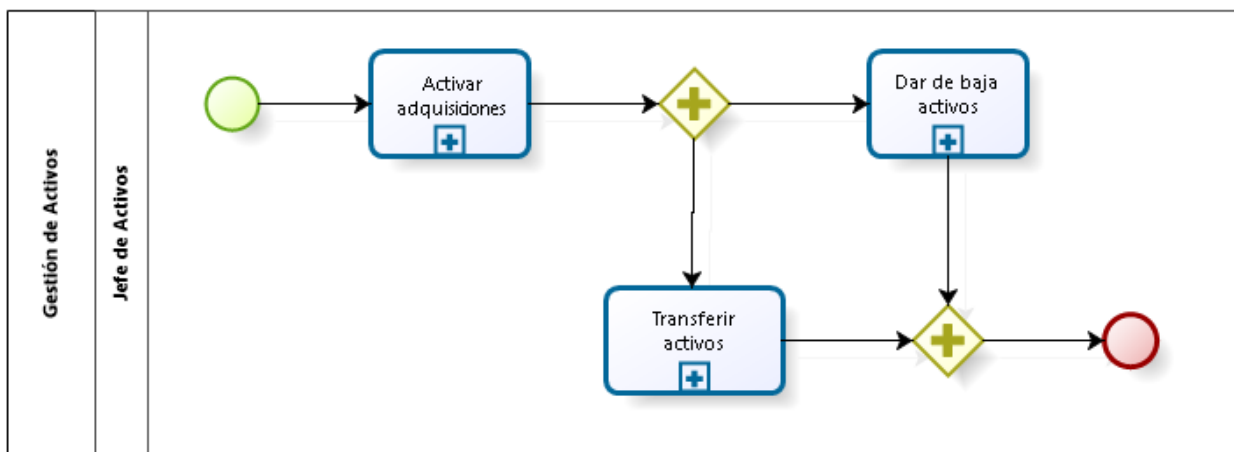 Gestión de Activos
Jefe de Activos
Activar
adquisiciones
Dar de baja
activos
Transferir
activos